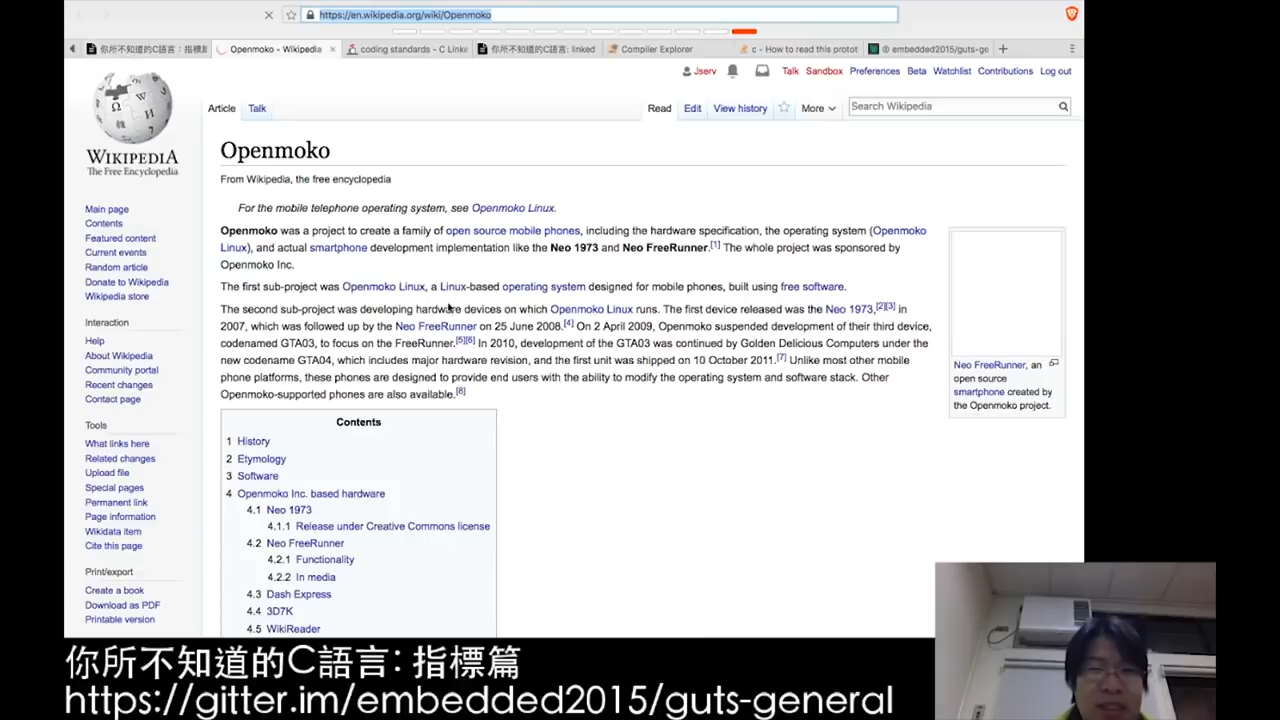 https://en.wikipedia.org/wiki/Openmoko
你所不知道的C語言：指標
Openmoko - Wikipedia
coding standards - C Linke
你所不知道的C語言: linked
Compiler Explorer
c - How to read this protot
embedded2015/guts-ge
Jserv
Talk
Sandbox
Preferences
Beta
Watchlist
Contributions
Log out
Article
Talk
Read
Edit
View history
More
Search Wikipedia
WIKIPEDIA
The Free Encyclopedia
Main page
Contents
Featured content
Current events
Random article
Donate to Wikipedia
Wikipedia store
Interaction
Help
About Wikipedia
Community portal
Recent changes
Contact page
Tools
What links here
Related changes
Upload file
Special pages
Permanent link
Page information
Wikidata item
Cite this page
Print/export
Create a book
Download as PDF
Printable version
Openmoko
From Wikipedia, the free encyclopedia
For the mobile telephone operating system, see Openmoko Linux.
Openmoko was a project to create a family of open source mobile phones, including the hardware specification, the operating system (Openmoko
Linux), and actual smartphone development implementation like the Neo 1973 and Neo FreeRunner.[1] The whole project was sponsored by
Openmoko Inc.
The first sub-project was Openmoko Linux, a Linux-based operating system designed for mobile phones, built using free software.
The second sub-project was developing hardware devices on which Openmoko Linux runs. The first device released was the Neo 1973,[2][3] in
2007, which was followed up by the Neo FreeRunner on 25 June 2008.[4] On 2 April 2009, Openmoko suspended development of their third device,
codenamed GTA03, to focus on the FreeRunner.[5][6] In 2010, development of the GTA03 was continued by Golden Delicious Computers under the
new codename GTA04, which includes major hardware revision, and the first unit was shipped on 10 October 2011.[7] Unlike most other mobile
phone platforms, these phones are designed to provide end users with the ability to modify the operating system and software stack. Other
Openmoko-supported phones are also available.[8]
Neo FreeRunner, an
open source
smartphone created by
the Openmoko project.
Contents
1 History
2 Etymology
3 Software
4 Openmoko Inc. based hardware
4.1 Neo 1973
4.1.1 Release under Creative Commons license
4.2 Neo FreeRunner
4.2.1 Functionality
4.2.2 In media
4.3 Dash Express
4.4 3D7K
4.5 WikiReader
你所不知道的C語言: 指標篇
https://gitter.im/embedded2015/guts-general